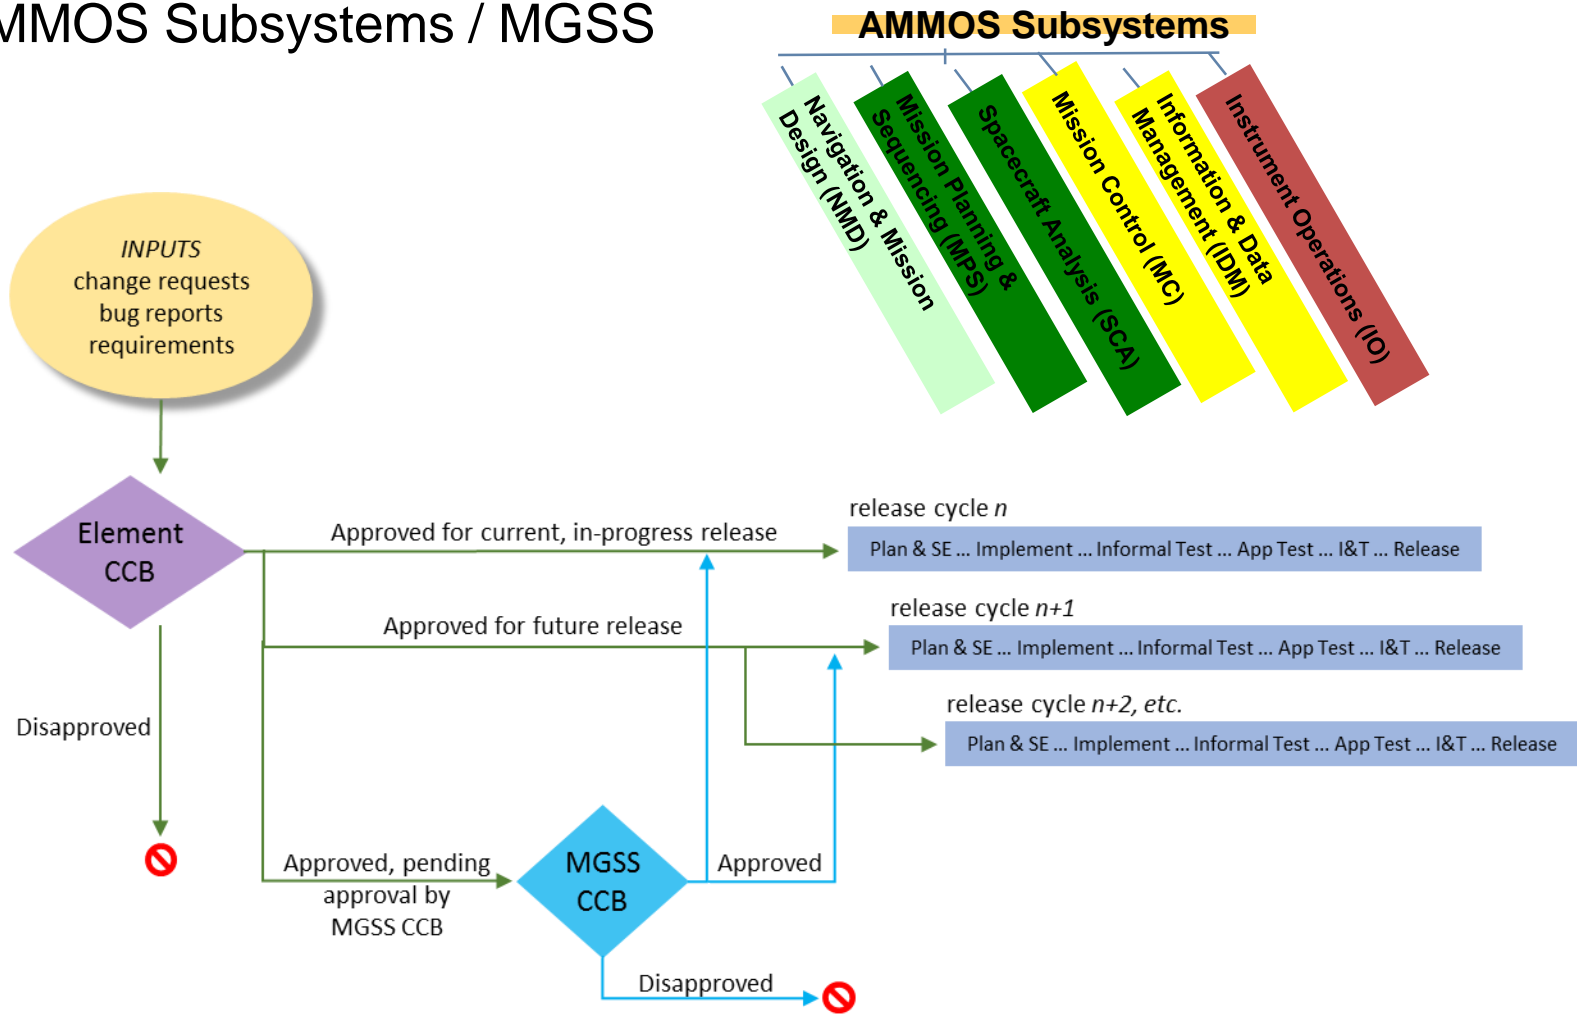 MMOS Subsystems / MGSS
AMMOS Subsystems
Navigation & Mission
Design (NMD)
Mission Planning &
Sequencing (MPS)
Spacecraft Analysis (SCA)
Mission Control (MC)
Information & Data
Management (IDM)
Instrument Operations (IO)
INPUTS
change requests
bug reports
requirements
Element
CCB
Approved for current, in-progress release
release cycle n
Plan & SE ... Implement ... Informal Test ... App Test ... I&T ... Release
Approved for future release
release cycle n+1
Plan & SE ... Implement ... Informal Test ... App Test ... I&T ... Release
release cycle n+2, etc.
Plan & SE ... Implement ... Informal Test ... App Test ... I&T ... Release
Disapproved
Approved, pending
approval by
MGSS CCB
MGSS
CCB
Approved
Disapproved